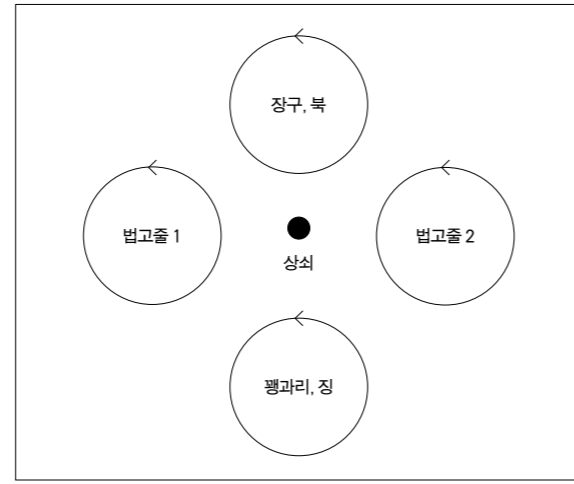 장구, 북
법고줄 1
법고줄 2
상쇠
꽹과리, 징